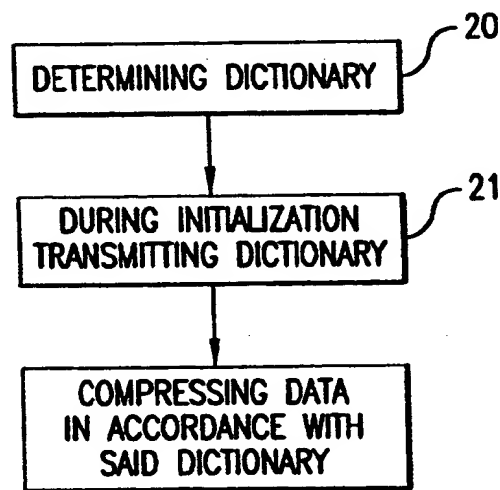 20
DETERMINING DICTIONARY
21
DURING INITIALIZATION
TRANSMITTING DICTIONARY
COMPRESSING DATA
IN ACCORDANCE WITH
SAID DICTIONARY